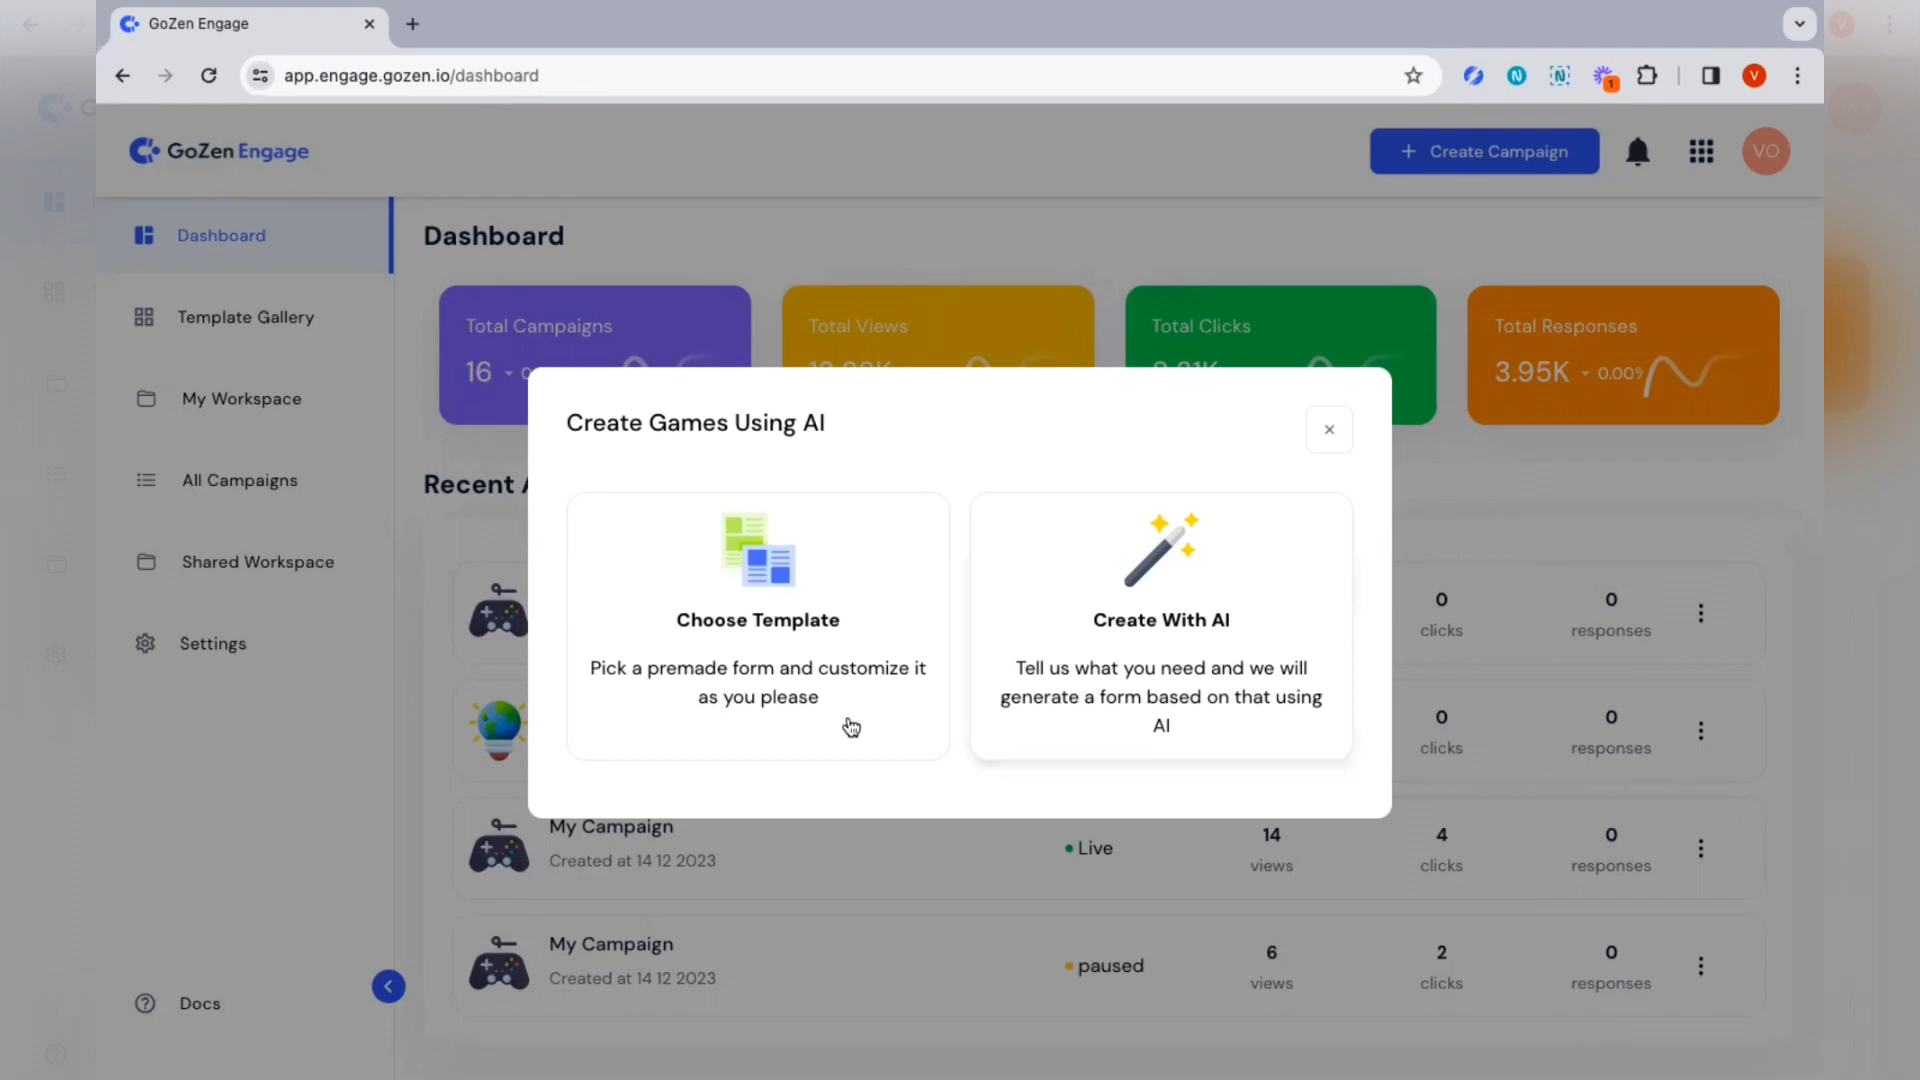 GoZen Engage
app.engage.gozen.io/dashboard
1
V
GoZen Engage
+ Create Campaign
VO
Dashboard
Template Gallery
My Workspace
All Campaigns
Shared Workspace
Settings
Docs
Dashboard
Total Campaigns
16
Total Views
Total Clicks
Total Responses
3.95K
0.00%
Recent
Create Games Using AI
Choose Template
Pick a premade form and customize it
as you please
Create With AI
Tell us what you need and we will
generate a form based on that using
AI
0
clicks
0
responses
0
clicks
0
responses
My Campaign
Created at 14 12 2023
Live
14
views
4
clicks
0
responses
My Campaign
Created at 14 12 2023
paused
6
views
2
clicks
0
responses